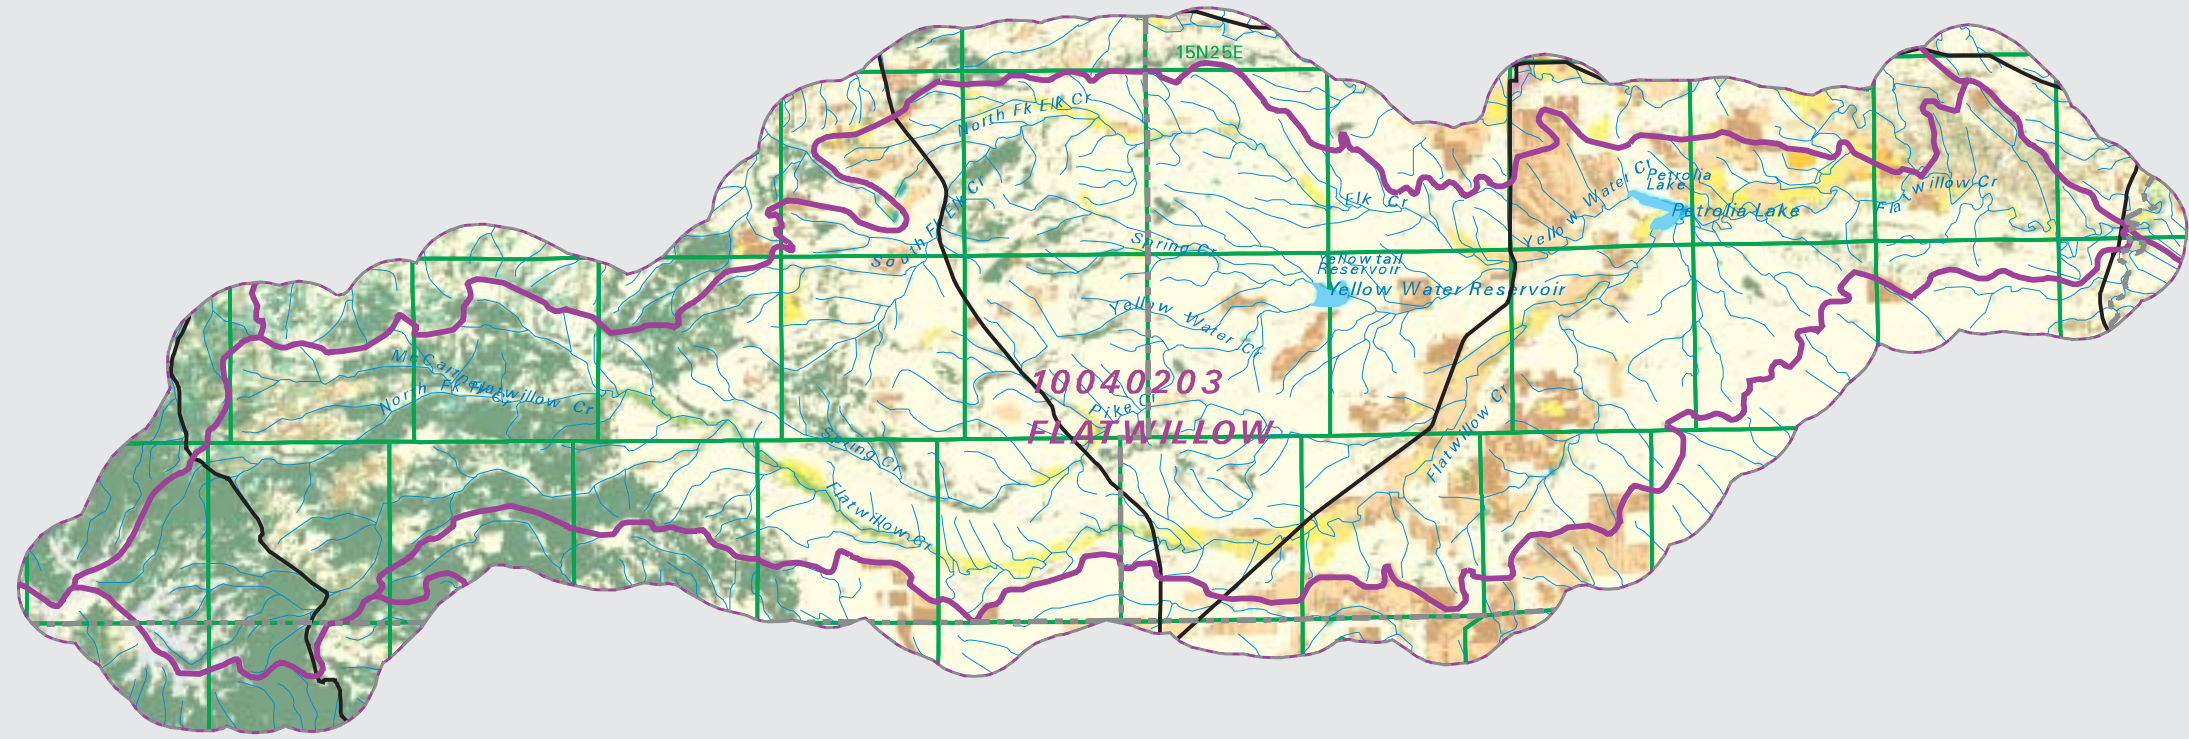 15N25E
North Fk Elk Cr
South Fk Elk Cr
Elk Cr
Yellow Water Cr
Petrolia
Lake
Petrolia Lake
Flatwillow Cr
Spring Cr
Yellowtail
Reservoir
Yellow Water Reservoir
Yellow Water Cr
McCartney Cr
North Fk Flatwillow Cr
10040203
Pike Cr
FLATWILLOW
Spring Cr
Flatwillow Cr
Flatwillow Cr